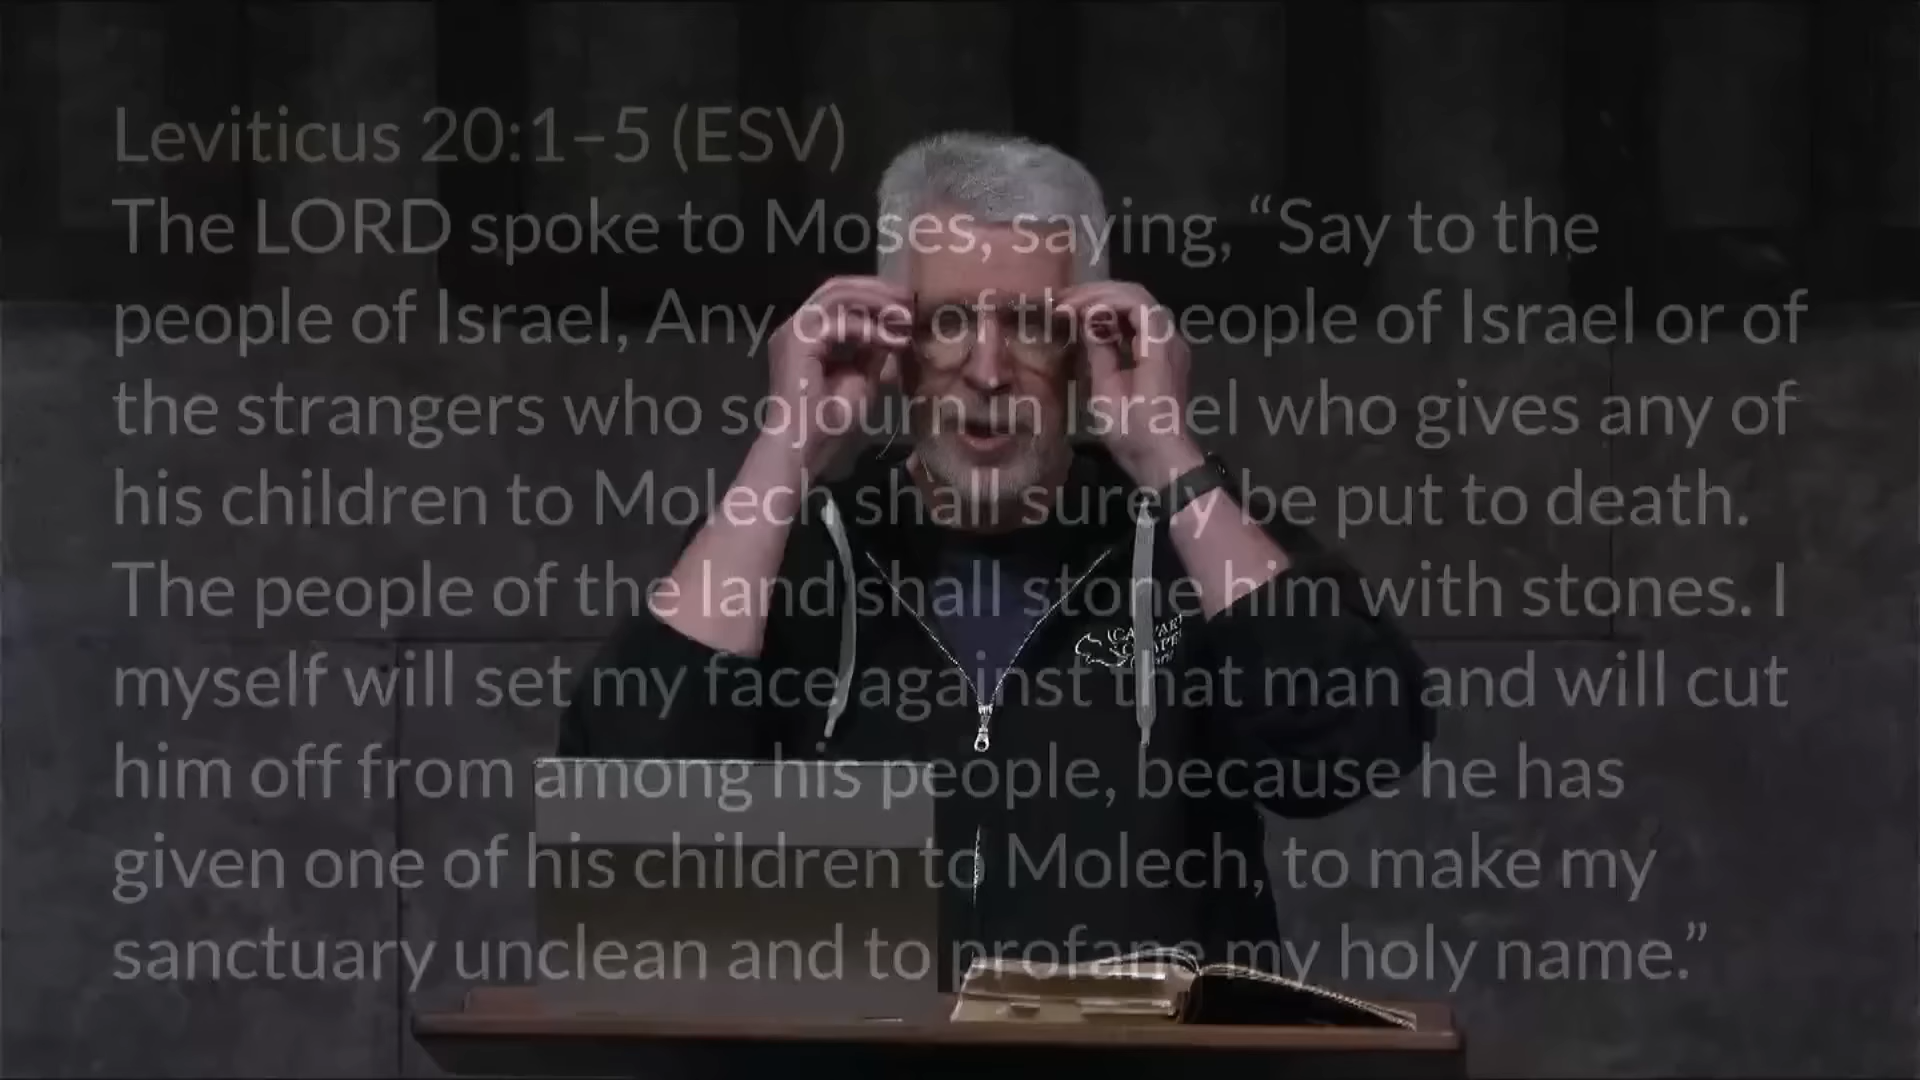 Leviticus 20:1–5 (ESV)
The LORD spoke to Moses, saying, “Say to the
people of Israel, Any one of the people of Israel or of
the strangers who sojourn in Israel who gives any of
his children to Molech shall surely be put to death.
The people of the land shall stone him with stones. I
myself will set my face against that man and will cut
him off from among his people, because he has
given one of his children to Molech, to make my
sanctuary unclean and to profane my holy name.”